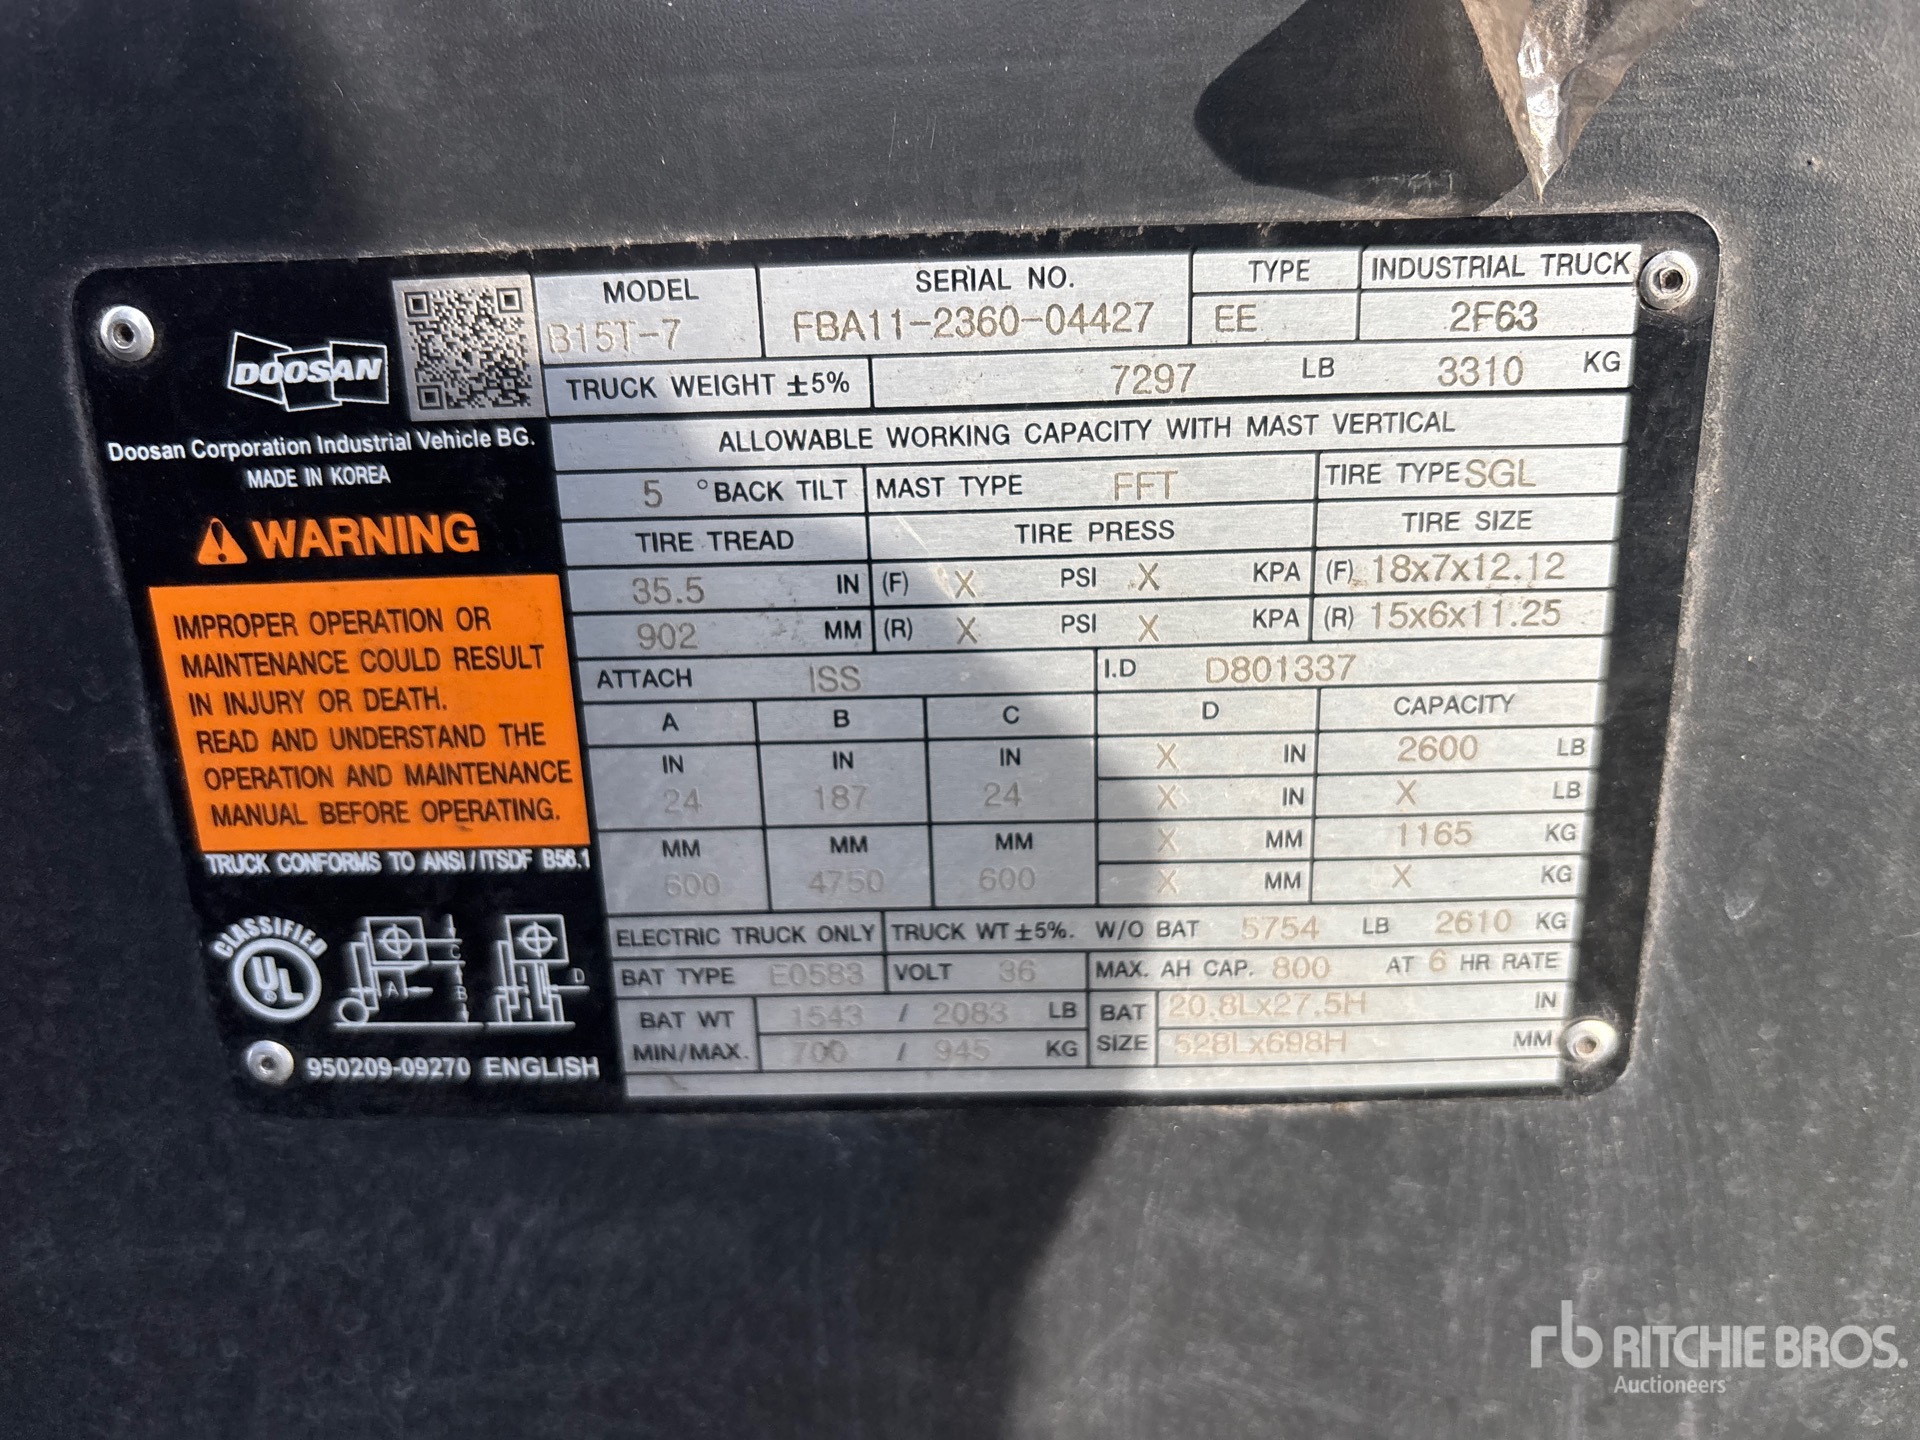 DOOSAN
Doosan Corporation Industrial Vehicle BG.
MADE IN KOREA
WARNING
IMPROPER OPERATION OR
MAINTENANCE COULD RESULT
IN INJURY OR DEATH.
READ AND UNDERSTAND THE
OPERATION AND MAINTENANCE
MANUAL BEFORE OPERATING.
TRUCK CONFORMS TO ANSI/ITSDF B56.1
CLASSIFIED
UL
A B C D
950209-09270 ENGLISH
MODEL SERIAL NO. TYPE INDUSTRIAL TRUCK
B15T-7 FBA11-2360-04427 EE 2F63
TRUCK WEIGHT ±5% 7297 LB 3310 KG
ALLOWABLE WORKING CAPACITY WITH MAST VERTICAL
5 °BACK TILT MAST TYPE FFT TIRE TYPE SGL
TIRE TREAD TIRE PRESS TIRE SIZE
35.5 IN (F) X PSI X KPA (F) 18x7x12.12
902 MM (R) X PSI X KPA (R) 15x6x11.25
ATTACH ISS I.D D801337
A B C D CAPACITY
IN IN IN X IN 2600 LB
24 187 24 X IN X LB
MM MM MM X MM 1165 KG
600 4750 600 X MM X KG
ELECTRIC TRUCK ONLY TRUCK WT ±5%. W/O BAT 5754 LB 2610 KG
BAT TYPE E0583 VOLT 36 MAX. AH CAP. 800 AT 6 HR RATE
BAT WT 1543 / 2083 LB BAT 20.8Lx27.5H IN
MIN/MAX. 700 / 945 KG SIZE 528Lx698H MM
rb RITCHIE BROS.
Auctioneers